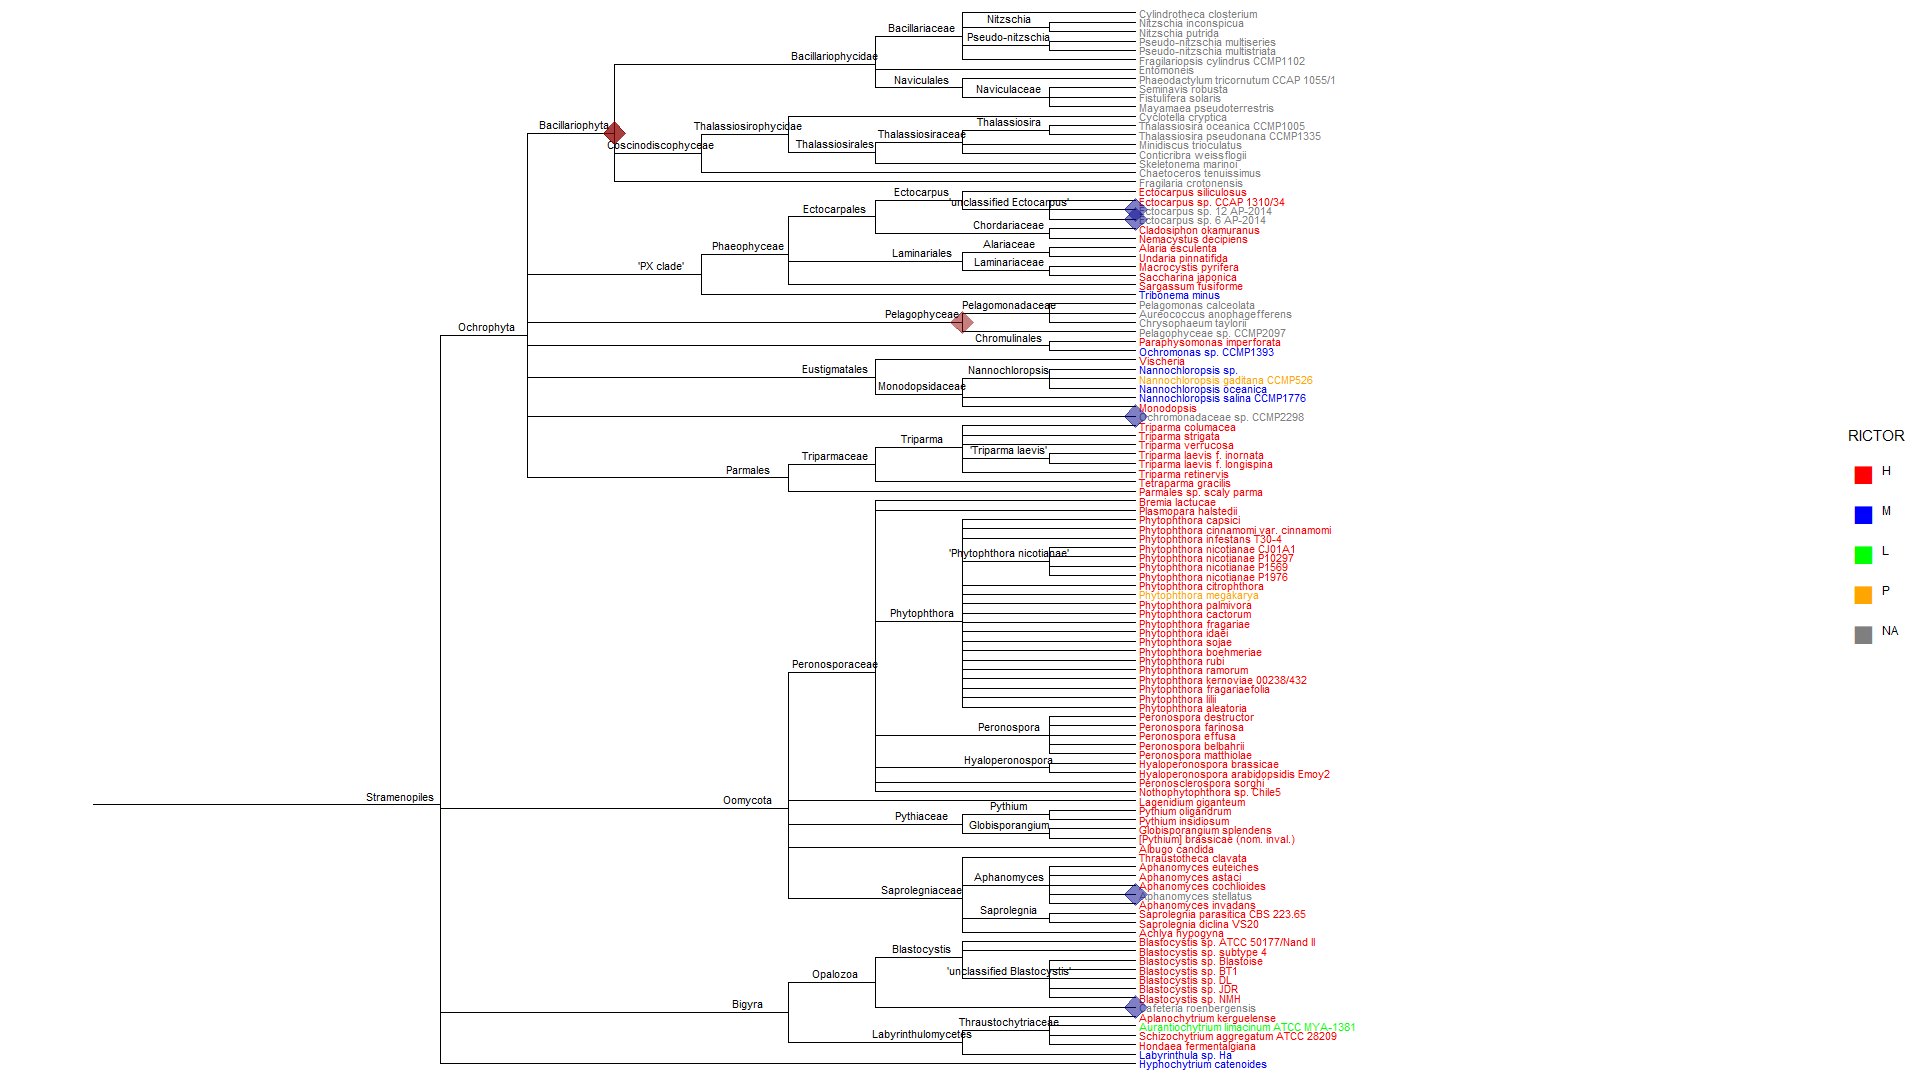 Cylindrotheca closterium
Nitzschia
Nitzschia inconspicua
Bacillariaceae
Nitzschia putrida
Pseudo-nitzschia
Pseudo-nitzschia multiseries
Pseudo-nitzschia multistriata
Bacillariophycidae
Fragilariopsis cylindrus CCMP1102
Entomoneis
Naviculales
Phaeodactylum tricornutum CCAP 1055/1
Naviculaceae
Seminavis robusta
Fistulifera solaris
Mayamaea pseudoterrestris
Cyclotella cryptica
Bacillariophyta
Thalassiosirophycidae
Thalassiosira
Thalassiosira oceanica CCMP1005
Thalassiosiraceae
Thalassiosira pseudonana CCMP1335
Coscinodiscophyceae
Thalassiosirales
Minidiscus trioculatus
Conticribra weissflogii
Skeletonema marinoi
Chaetoceros tenuissimus
Fragilaria crotonensis
Ectocarpus
Ectocarpus siliculosus
'unclassified Ectocarpus'
Ectocarpus sp. CCAP 1310/34
Ectocarpales
Ectocarpus sp. 12 AP-2014
Ectocarpus sp. 6 AP-2014
Chordariaceae
Cladosiphon okamuranus
Nemacystus decipiens
Phaeophyceae
Alariaceae
Alaria esculenta
Laminariales
Undaria pinnatifida
'PX clade'
Laminariaceae
Macrocystis pyrifera
Saccharina japonica
Sargassum fusiforme
Tribonema minus
Pelagomonadaceae
Pelagomonas calceolata
Pelagophyceae
Aureococcus anophagefferens
Chrysophaeum taylorii
Ochrophyta
Pelagophyceae sp. CCMP2097
Chromulinales
Paraphysomonas imperforata
Ochromonas sp. CCMP1393
Vischeria
Eustigmatales
Nannochloropsis
Nannochloropsis sp.
Nannochloropsis gaditana CCMP526
Monodopsidaceae
Nannochloropsis oceanica
Nannochloropsis salina CCMP1776
Monodopsis
Ochromonadaceae sp. CCMP2298
Triparma columacea
Triparma
Triparma strigata
Triparma verrucosa
'Triparma laevis'
Triparmaceae
Triparma laevis f. inornata
Triparma laevis f. longispina
Parmales
Triparma retinervis
Tetraparma gracilis
Parmales sp. scaly parma
Bremia lactucae
Plasmopara halstedii
Phytophthora capsici
Phytophthora cinnamomi var. cinnamomi
Phytophthora infestans T30-4
'Phytophthora nicotianae'
Phytophthora nicotianae CJ01A1
Phytophthora nicotianae P10297
Phytophthora nicotianae P1569
Phytophthora nicotianae P1976
Phytophthora citrophthora
Phytophthora megakarya
Phytophthora palmivora
Phytophthora
Phytophthora cactorum
Phytophthora fragariae
Phytophthora idaei
Phytophthora sojae
Phytophthora boehmeriae
Peronosporaceae
Phytophthora rubi
Phytophthora ramorum
Phytophthora kernoviae 00238/432
Phytophthora fragariaefolia
Phytophthora lilii
Phytophthora aleatoria
Peronospora destructor
Peronospora
Peronospora farinosa
Peronospora effusa
Peronospora belbahrii
Peronospora matthiolae
Hyaloperonospora
Hyaloperonospora brassicae
Hyaloperonospora arabidopsidis Emoy2
Peronosclerospora sorghi
Nothophytophthora sp. Chile5
Stramenopiles
Oomycota
Lagenidium giganteum
Pythium
Pythium oligandrum
Pythiaceae
Pythium insidiosum
Globisporangium
Globisporangium splendens
[Pythium] brassicae (nom. inval.)
Albugo candida
Thraustotheca clavata
Aphanomyces euteiches
Aphanomyces
Aphanomyces astaci
Saprolegniaceae
Aphanomyces cochlioides
Aphanomyces stellatus
Aphanomyces invadans
Saprolegnia
Saprolegnia parasitica CBS 223.65
Saprolegnia diclina VS20
Achlya hypogyna
Blastocystis
Blastocystis sp. ATCC 50177/Nand II
Blastocystis sp. subtype 4
Blastocystis sp. Blastoise
Opalozoa
'unclassified Blastocystis'
Blastocystis sp. BT1
Blastocystis sp. DL
Blastocystis sp. JDR
Blastocystis sp. NMH
Bigyra
Cafeteria roenbergensis
Thraustochytriaceae
Aplanochytrium kerguelense
Aurantiochytrium limacinum ATCC MYA-1381
Labyrinthulomycetes
Schizochytrium aggregatum ATCC 28209
Hondaea fermentalgiana
Labyrinthula sp. Ha
Hyphochytrium catenoides
RICTOR
H
M
L
P
NA